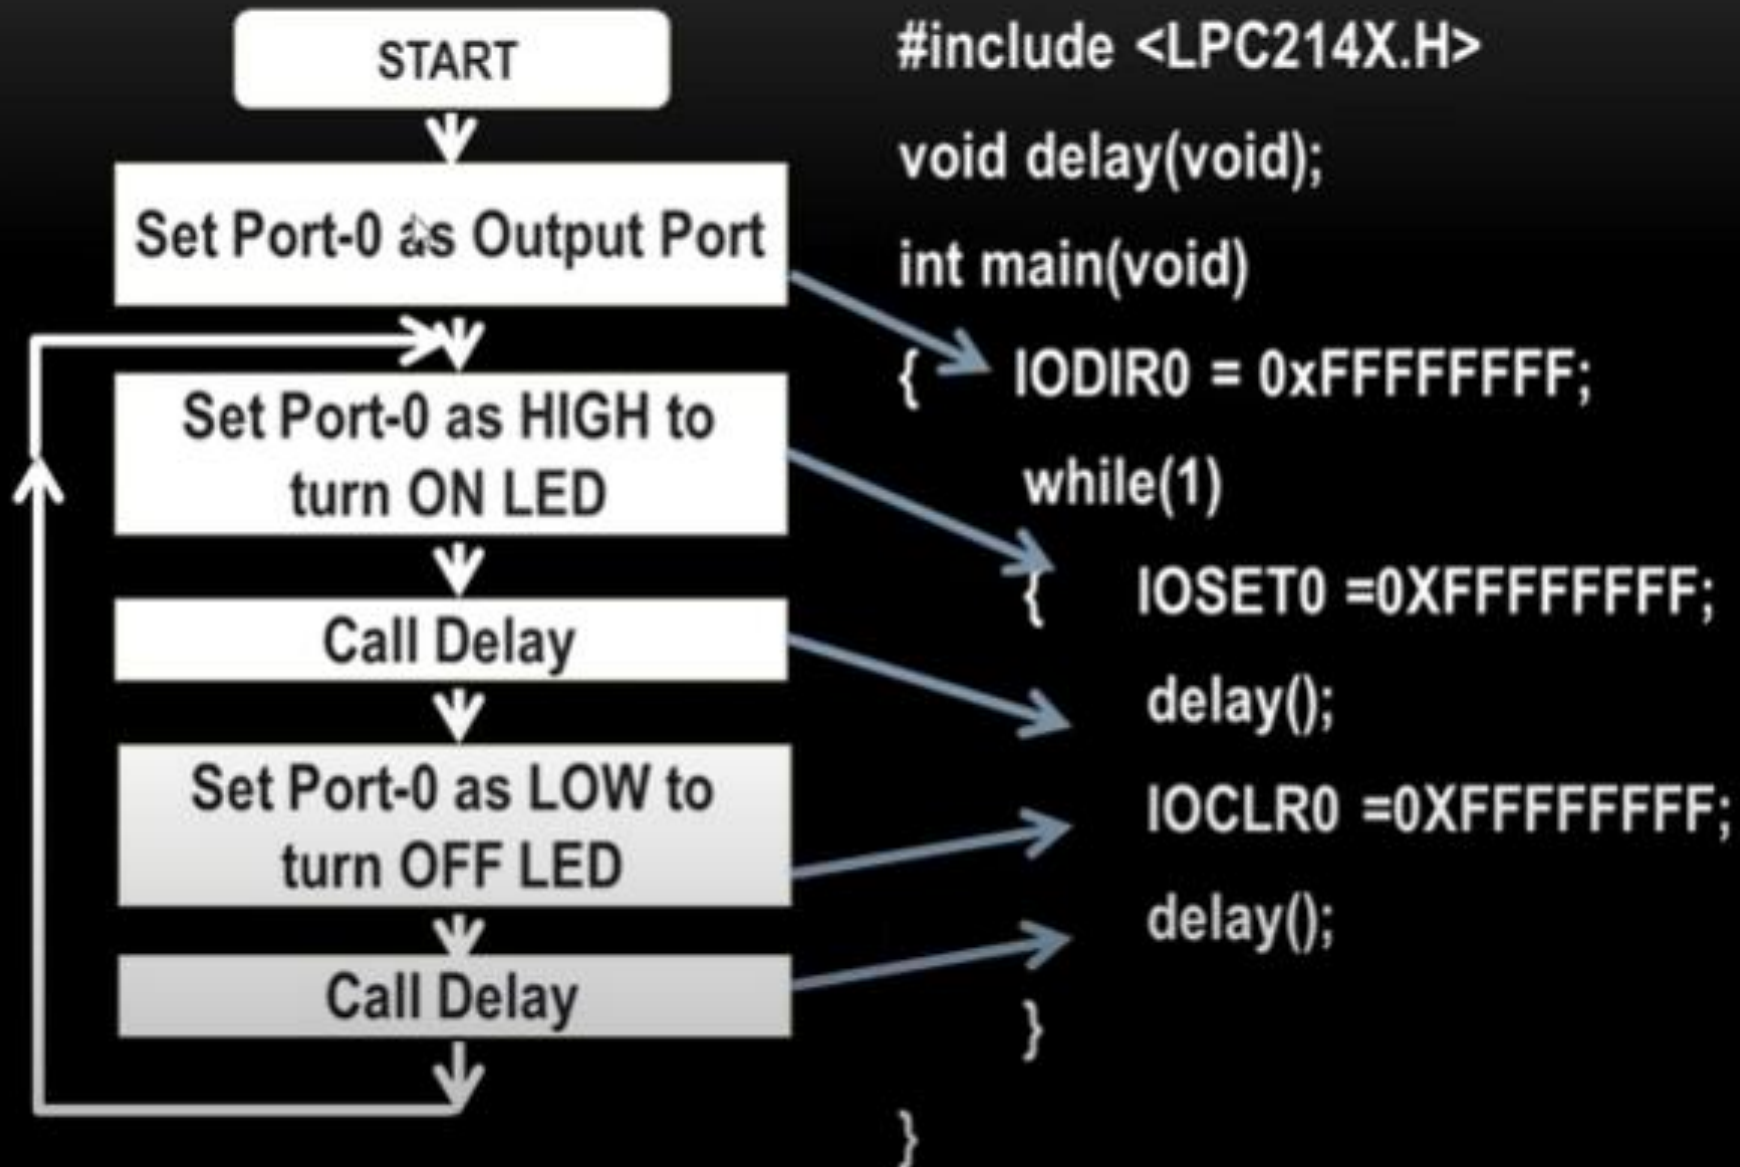 START
Set Port-0 as Output Port
Set Port-0 as HIGH to
turn ON LED
Call Delay
Set Port-0 as LOW to
turn OFF LED
Call Delay
#include <LPC214X.H>
void delay(void);
int main(void)
{ IODIR0 = 0xFFFFFFFF;
while(1)
{ IOSET0 =0XFFFFFFFF;
delay();
IOCLR0 =0XFFFFFFFF;
delay();
}
}